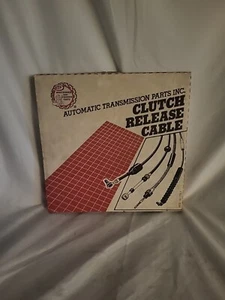 AUTOMATIC TRANSMISSION PARTS INC.
CLUTCH
RELEASE
CABLE